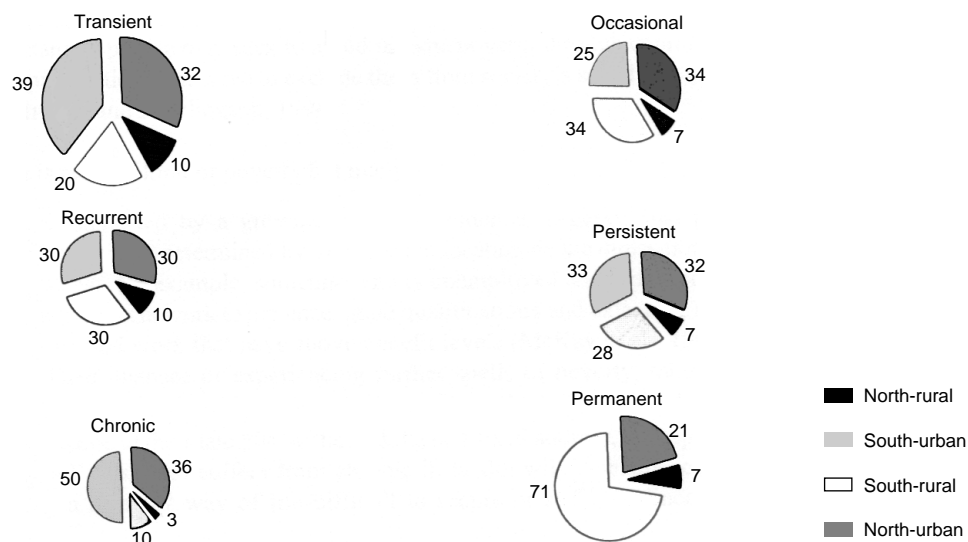 Transient
39
32
20
10
Occasional
25
34
34
7
Recurrent
30
30
10
30
Persistent
33
32
7
28
Chronic
50
36
3
10
Permanent
21
7
71
North-rural
South-urban
South-rural
North-urban